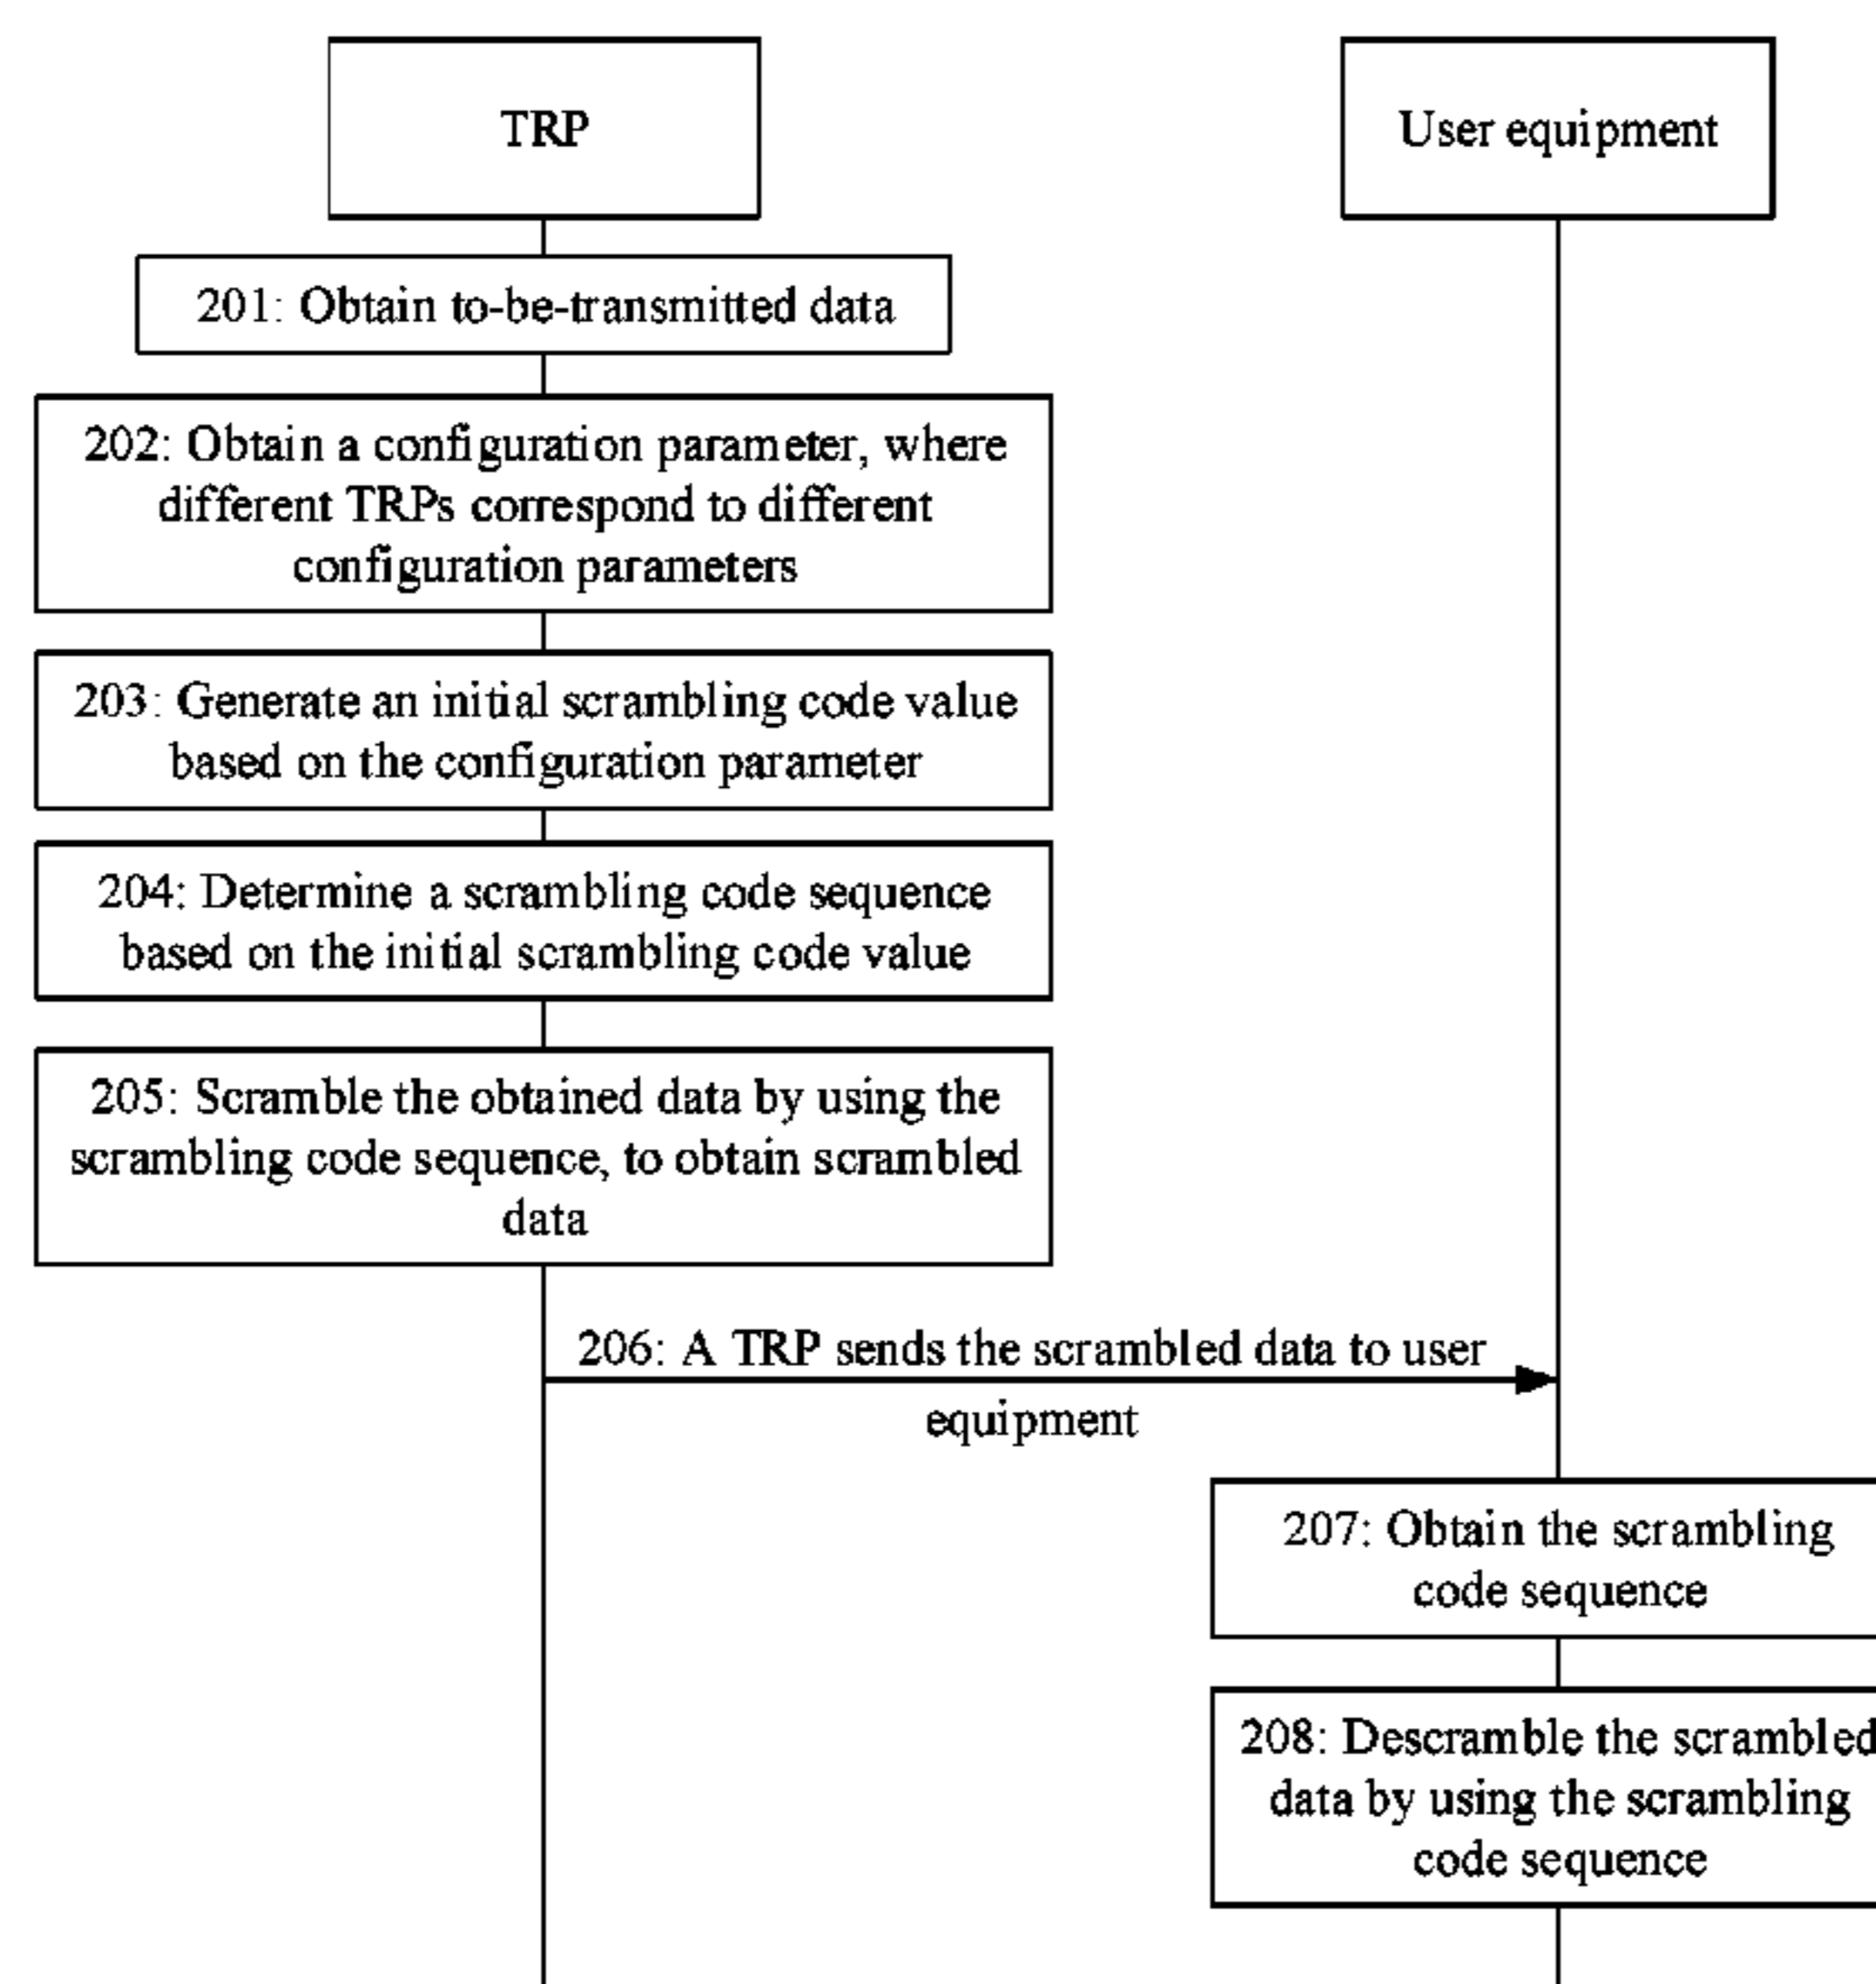 TRP
User equipment
201: Obtain to-be-transmitted data
202: Obtain a configuration parameter, where
different TRPs correspond to different
configuration parameters
203: Generate an initial scrambling code value
based on the configuration parameter
204: Determine a scrambling code sequence
based on the initial scrambling code value
205: Scramble the obtained data by using the
scrambling code sequence, to obtain scrambled
data
206: A TRP sends the scrambled data to user
equipment
207: Obtain the scrambling
code sequence
208: Descramble the scrambled
data by using the scrambling
code sequence